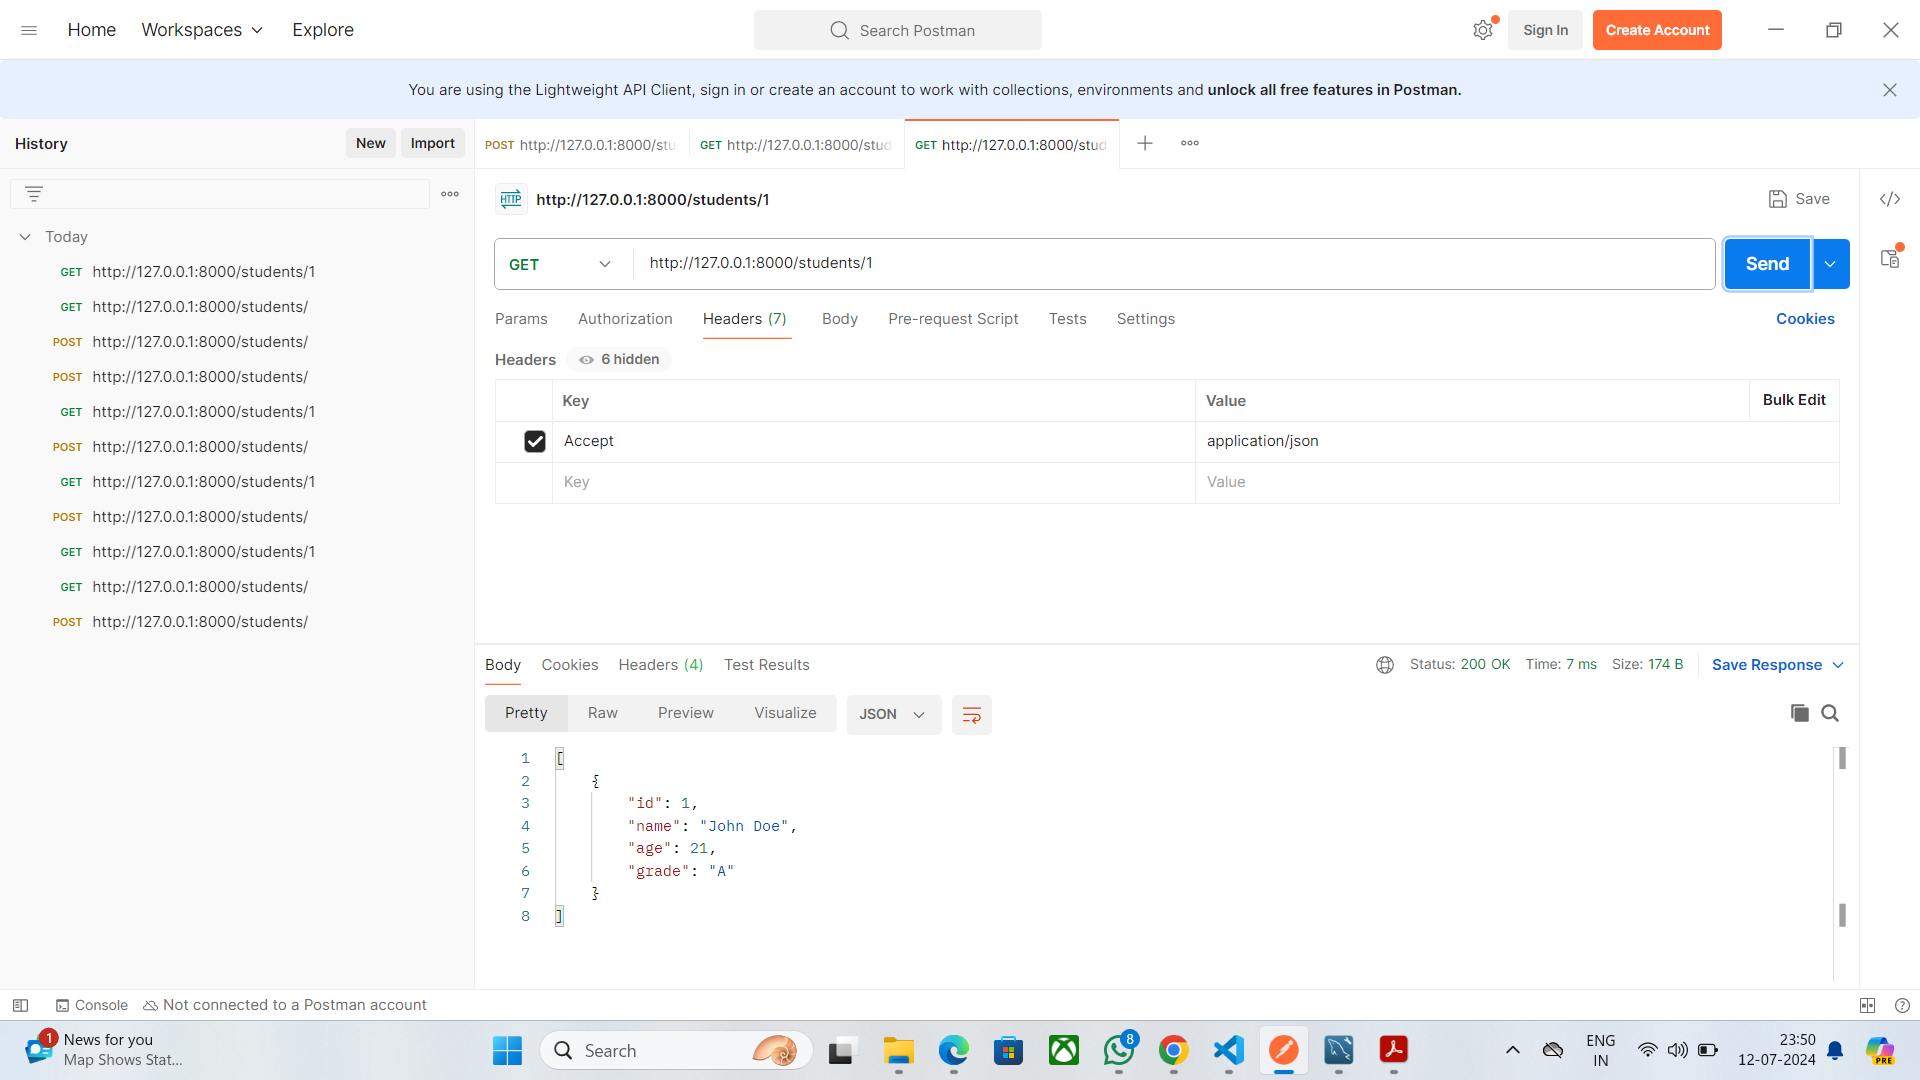 Home Workspaces Explore Search Postman Sign In Create Account
You are using the Lightweight API Client, sign in or create an account to work with collections, environments and unlock all free features in Postman.
History New Import
POST http://127.0.0.1:8000/stu GET http://127.0.0.1:8000/stud GET http://127.0.0.1:8000/stud
HTTP http://127.0.0.1:8000/students/1 Save
Today
GET http://127.0.0.1:8000/students/1
GET http://127.0.0.1:8000/students/
POST http://127.0.0.1:8000/students/
POST http://127.0.0.1:8000/students/
GET http://127.0.0.1:8000/students/1
POST http://127.0.0.1:8000/students/
GET http://127.0.0.1:8000/students/1
POST http://127.0.0.1:8000/students/
GET http://127.0.0.1:8000/students/1
GET http://127.0.0.1:8000/students/
POST http://127.0.0.1:8000/students/
GET http://127.0.0.1:8000/students/1 Send
Params Authorization Headers (7) Body Pre-request Script Tests Settings Cookies
Headers 6 hidden
Key Value Bulk Edit
Accept application/json
Key Value
Body Cookies Headers (4) Test Results Status: 200 OK Time: 7 ms Size: 174 B Save Response
Pretty Raw Preview Visualize JSON
1 [
2 {
3 "id": 1,
4 "name": "John Doe",
5 "age": 21,
6 "grade": "A"
7 }
8 ]
Console Not connected to a Postman account
1 News for you
Map Shows Stat...
Search
8
ENG
IN
23:50
12-07-2024
PRE